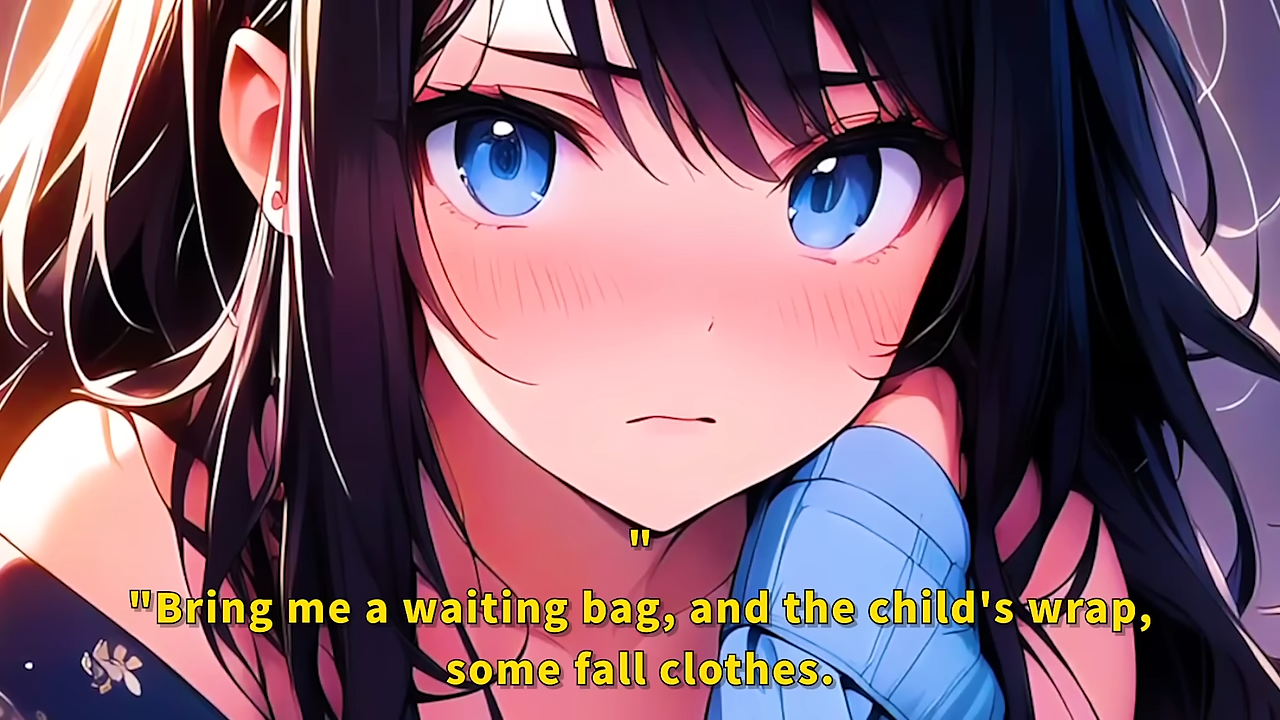 "
"Bring me a waiting bag, and the child's wrap,
some fall clothes.